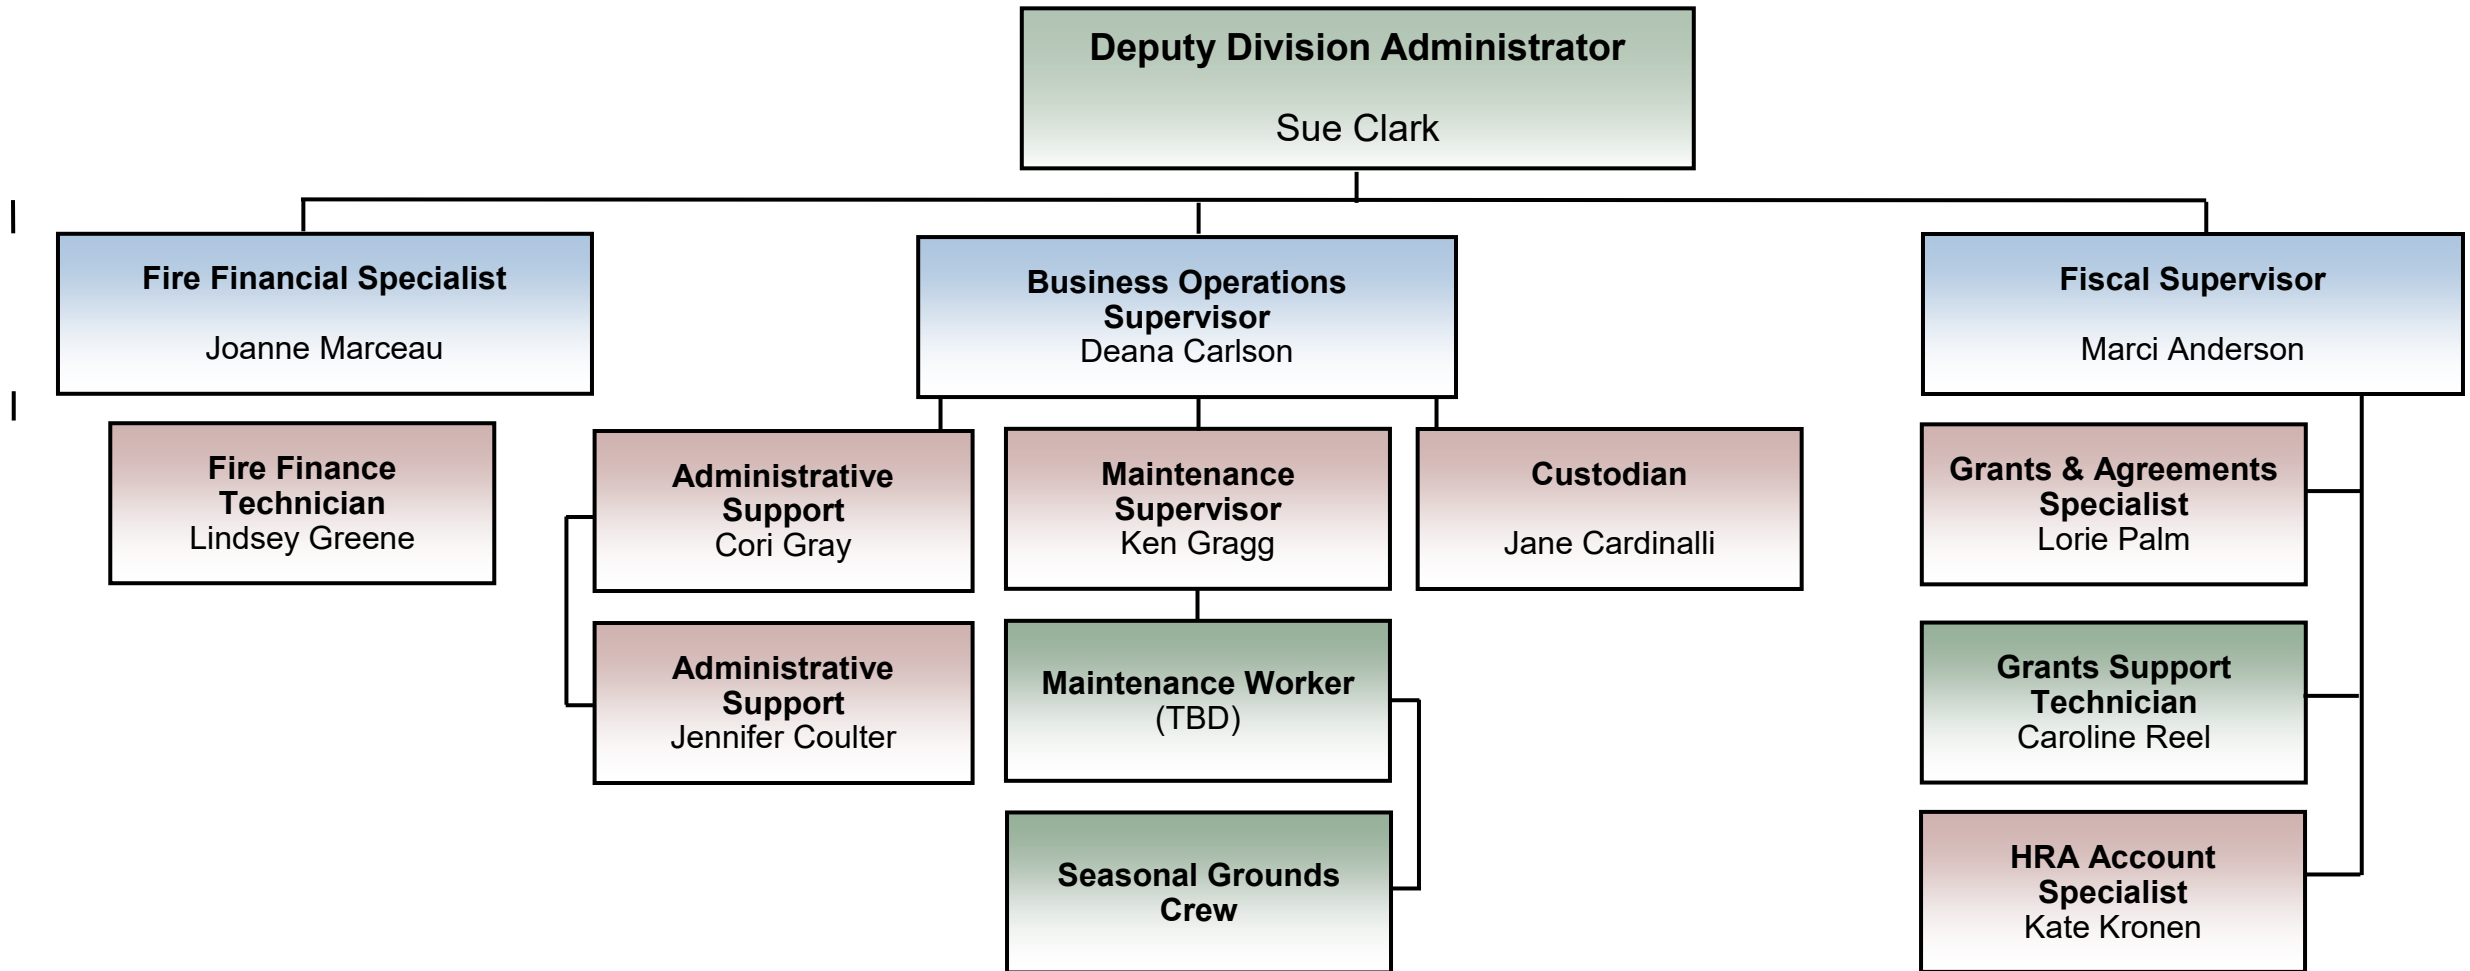 Deputy Division Administrator
Sue Clark
Fire Financial Specialist
Joanne Marceau
Business Operations
Supervisor
Deana Carlson
Fiscal Supervisor
Marci Anderson
Fire Finance
Technician
Lindsey Greene
Administrative
Support
Cori Gray
Maintenance
Supervisor
Ken Gragg
Custodian
Jane Cardinalli
Grants & Agreements
Specialist
Lorie Palm
Administrative
Support
Jennifer Coulter
Maintenance Worker
(TBD)
Grants Support
Technician
Caroline Reel
Seasonal Grounds
Crew
HRA Account
Specialist
Kate Kronen